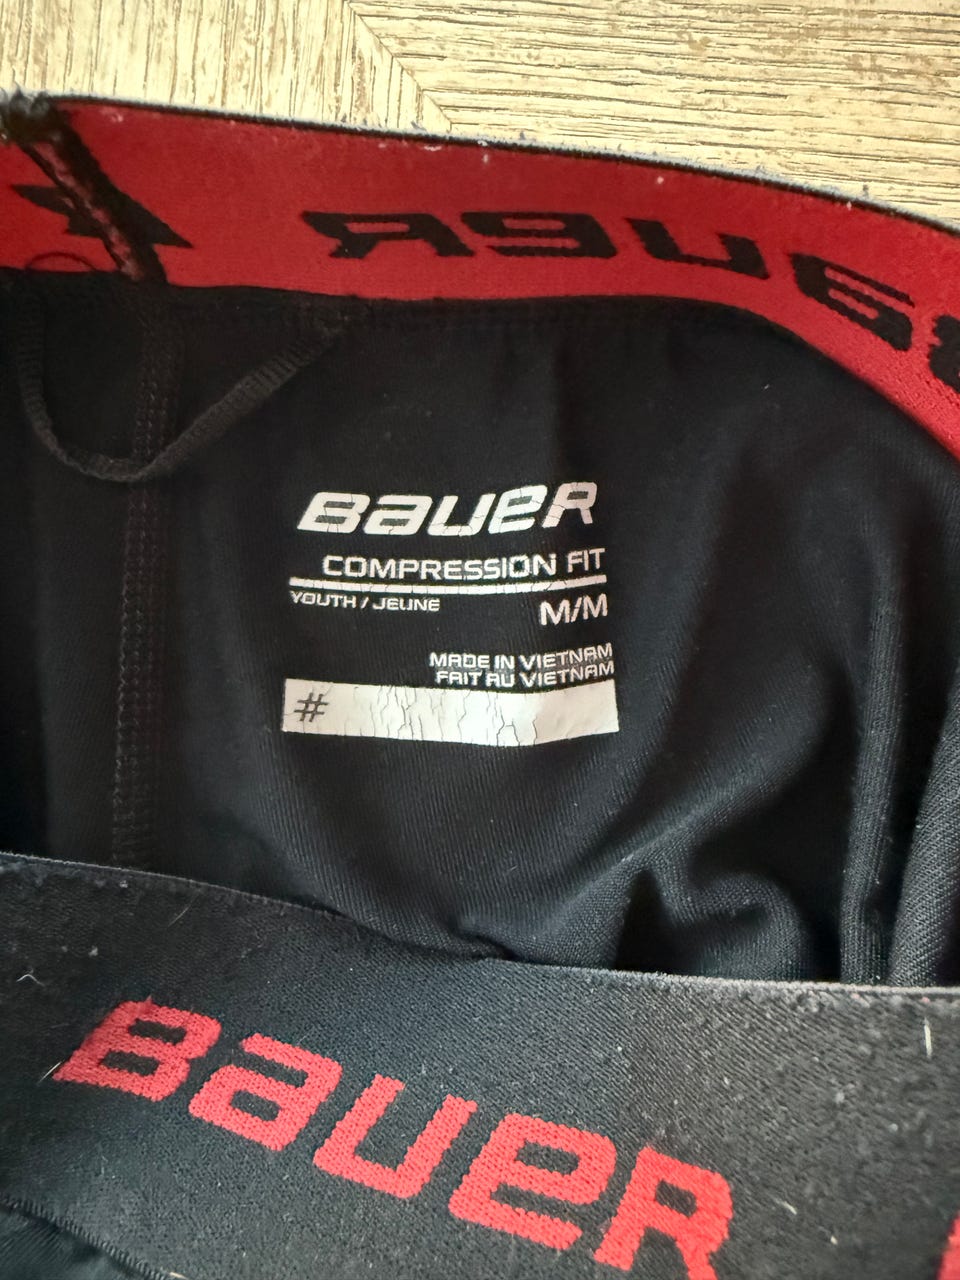 BAUER
BAUER
COMPRESSION FIT
YOUTH / JEUNE M/M
MADE IN VIETNAM
FAIT AU VIETNAM
#
BAUER